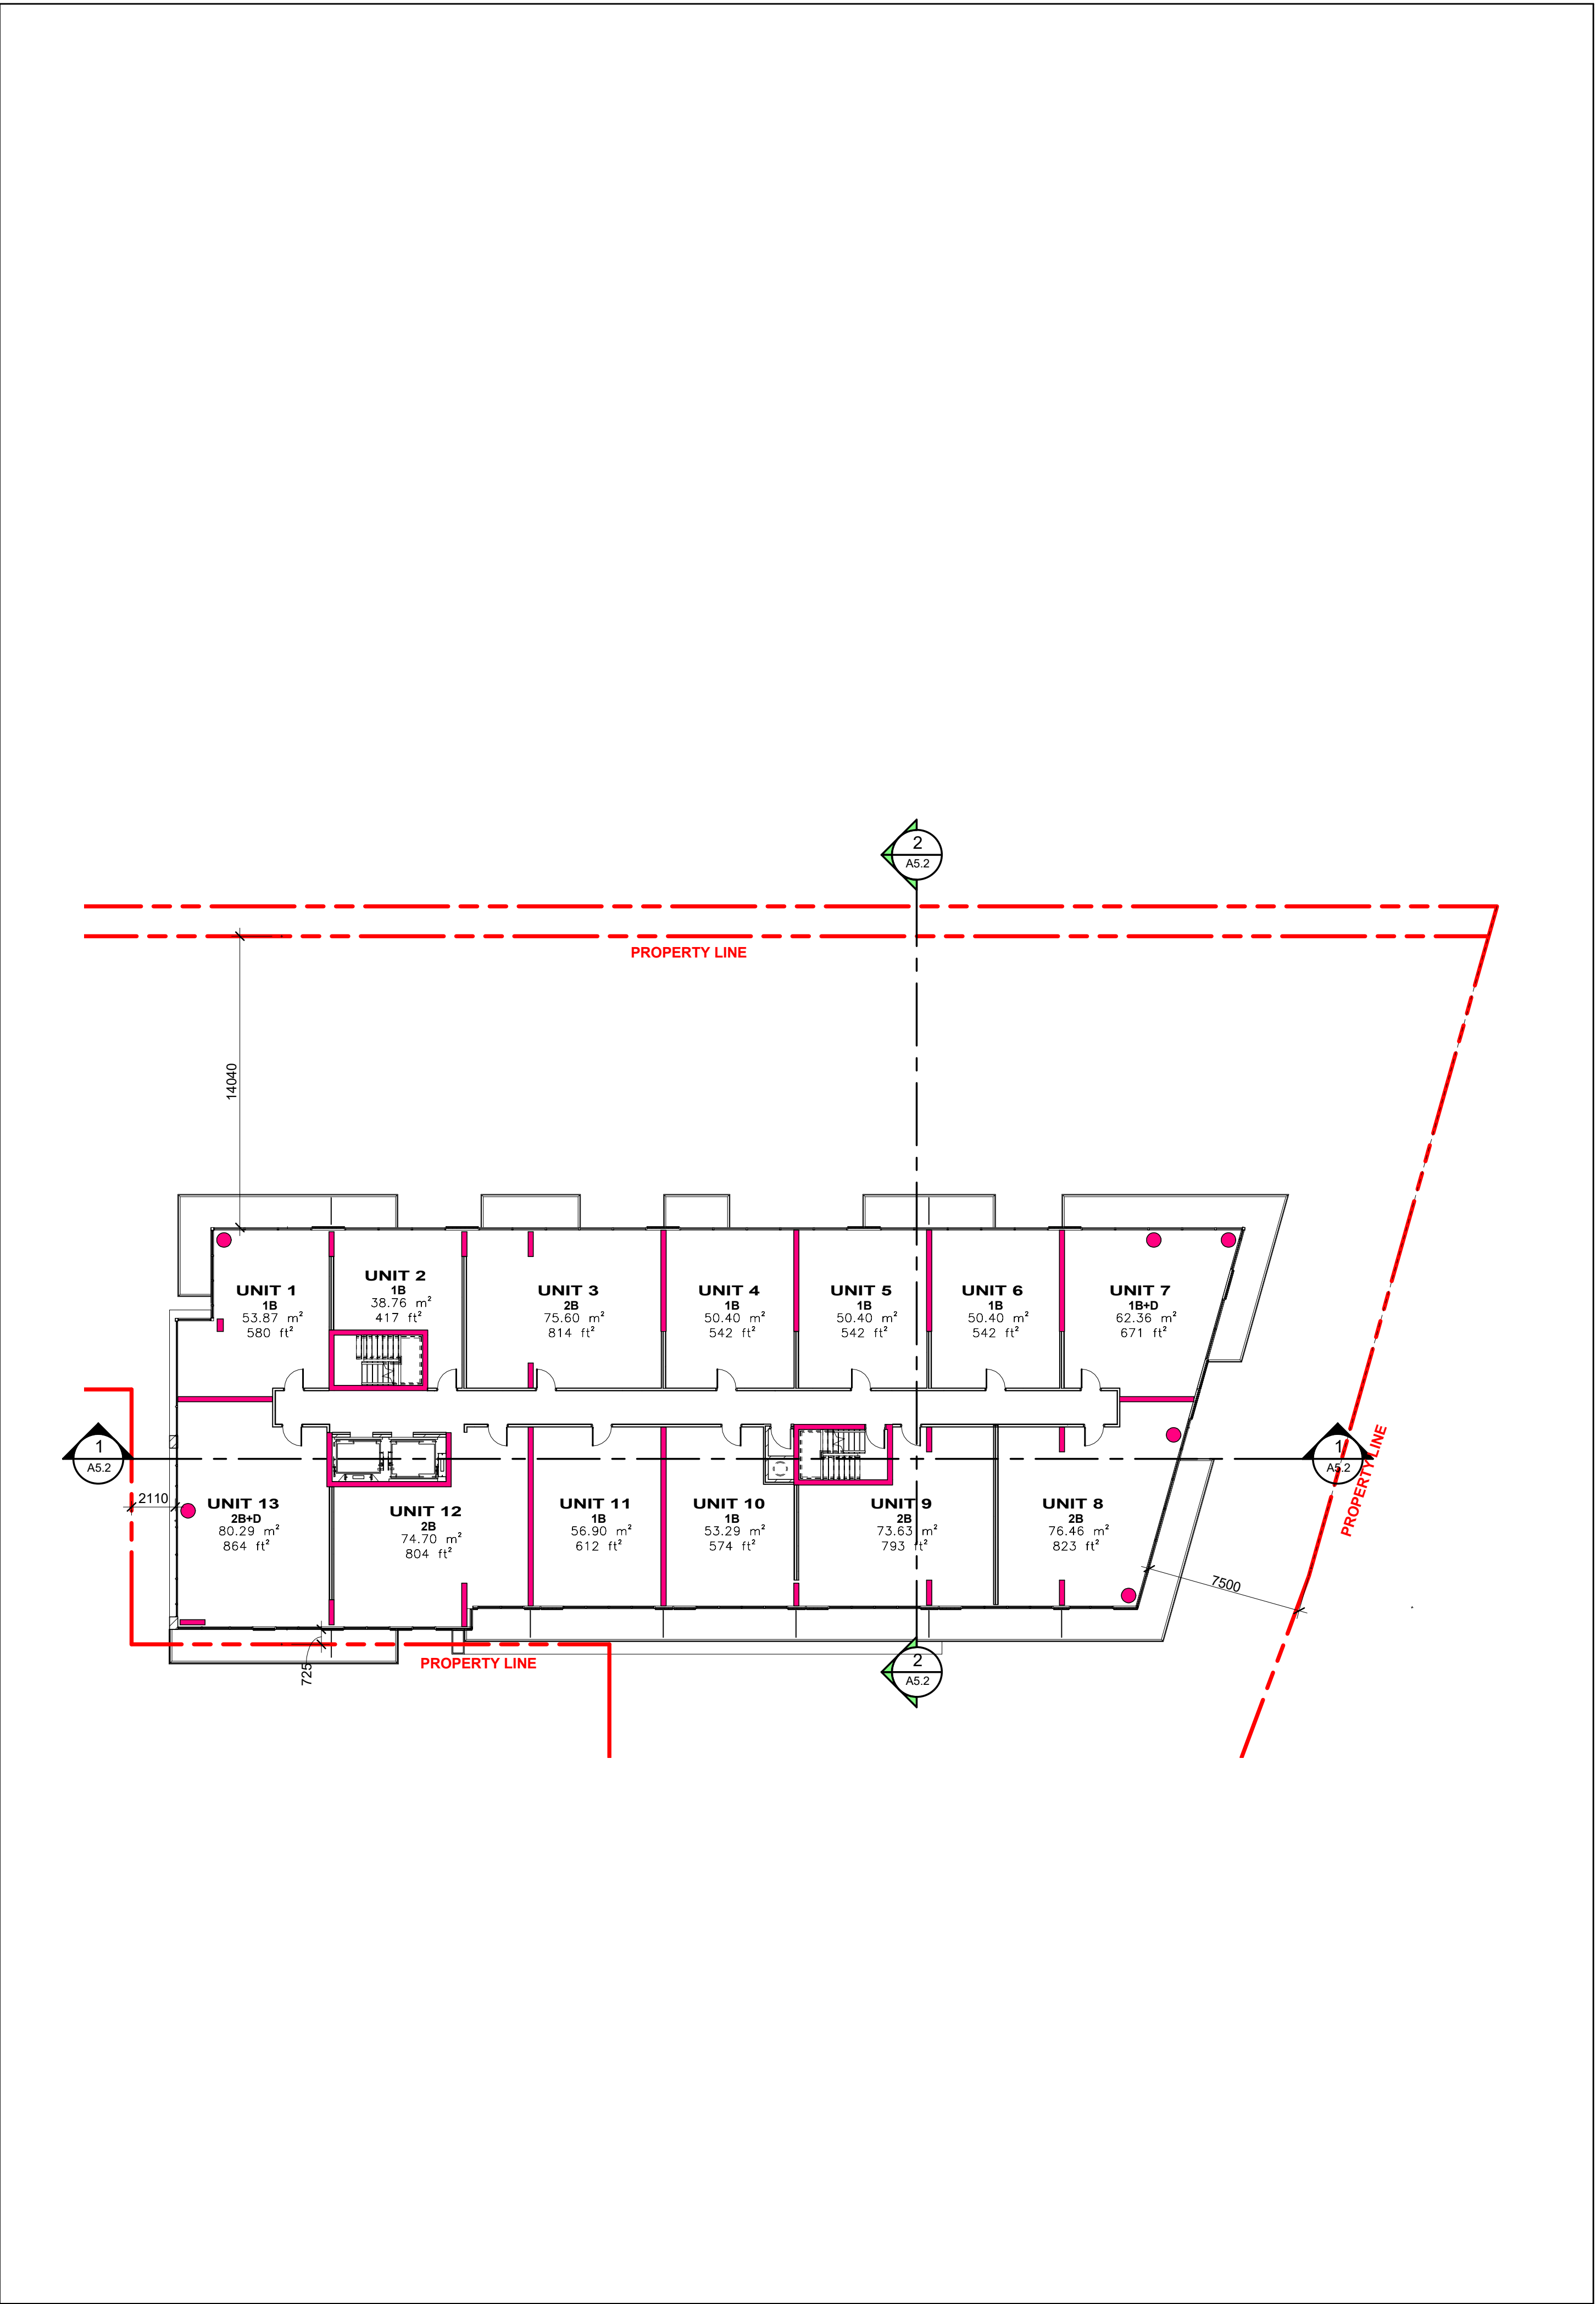 2
A5.2
PROPERTY LINE
14040
UNIT 1
1B
53.87 m²
580 ft²
UNIT 2
1B
38.76 m²
417 ft²
UNIT 3
2B
75.60 m²
814 ft²
UNIT 4
1B
50.40 m²
542 ft²
UNIT 5
1B
50.40 m²
542 ft²
UNIT 6
1B
50.40 m²
542 ft²
UNIT 7
1B+D
62.36 m²
671 ft²
1
A5.2
1
A5.2
PROPERTY LINE
2110
UNIT 13
2B+D
80.29 m²
864 ft²
UNIT 12
2B
74.70 m²
804 ft²
UNIT 11
1B
56.90 m²
612 ft²
UNIT 10
1B
53.29 m²
574 ft²
UNIT 9
2B
73.63 m²
793 ft²
UNIT 8
2B
76.46 m²
823 ft²
7500
725
PROPERTY LINE
2
A5.2